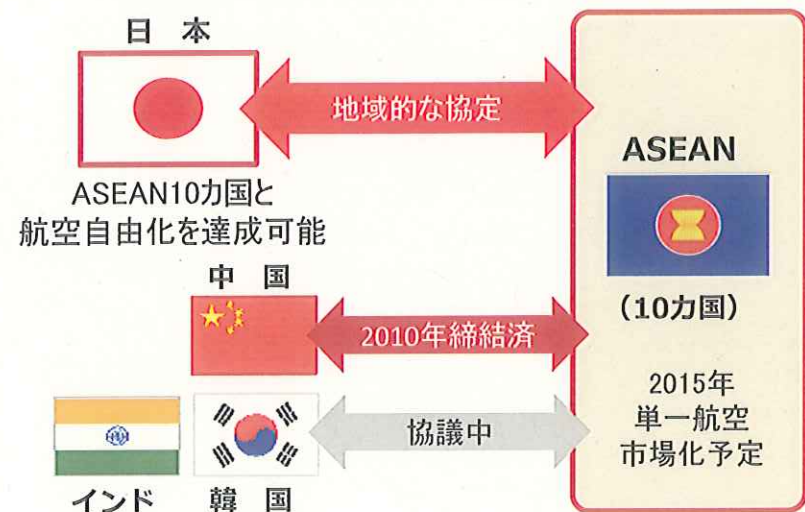 日 本
地域的な協定
ASEAN10カ国と
航空自由化を達成可能
中 国
2010年締結済
協議中
インド
韓 国
ASEAN
(10カ国)
2015年
単一航空
市場化予定